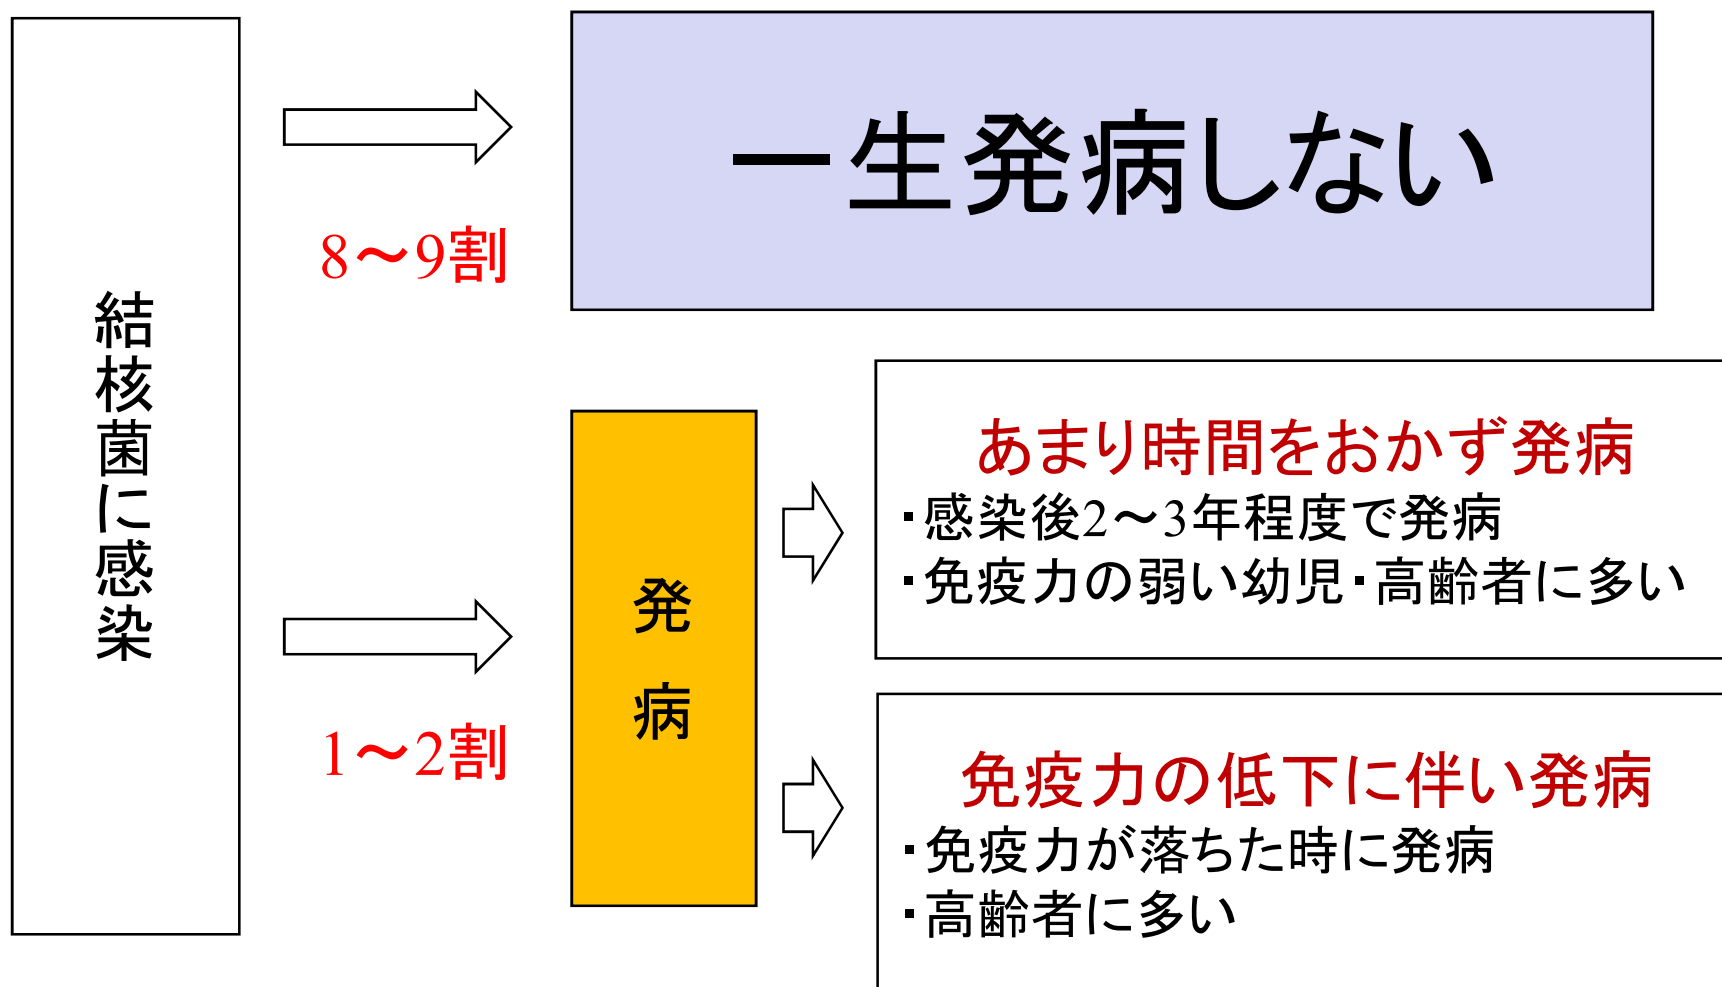 結核菌に感染
8～9割
一生発病しない
1～2割
発病
あまり時間をおかず発病
・感染後2～3年程度で発病
・免疫力の弱い幼児・高齢者に多い
免疫力の低下に伴い発病
・免疫力が落ちた時に発病
・高齢者に多い